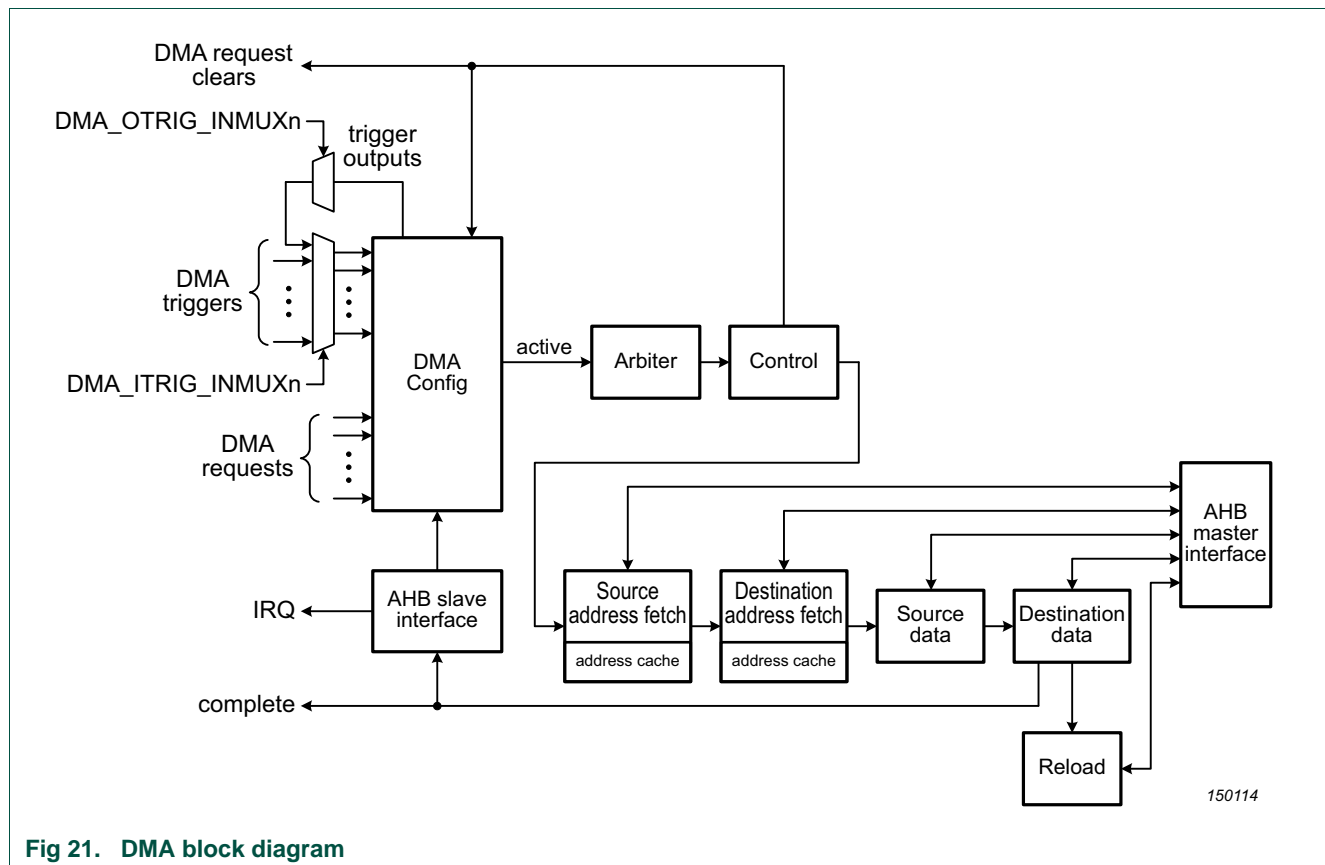 DMA request
clears
DMA_OTRIG_INMUXn
trigger
outputs
DMA
triggers
DMA_ITRIG_INMUXn
DMA
requests
DMA
Config
active
Arbiter
Control
AHB
master
interface
IRQ
AHB slave
interface
Source
address fetch
address cache
Destination
address fetch
address cache
Source
data
Destination
data
complete
Reload
150114
Fig 21. DMA block diagram